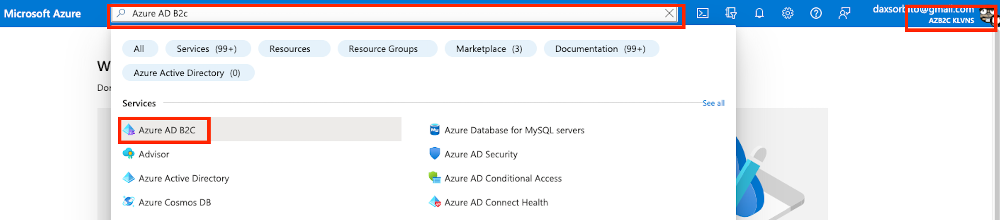 Microsoft Azure
Azure AD B2c
daxsorbito@gmail.com
AZB2C KLVNS
All
Services (99+)
Resources
Resource Groups
Marketplace (3)
Documentation (99+)
Azure Active Directory (0)
W
Dor
Services
See all
Azure AD B2C
Azure Database for MySQL servers
Advisor
Azure AD Security
Azure Active Directory
Azure AD Conditional Access
Azure Cosmos DB
Azure AD Connect Health